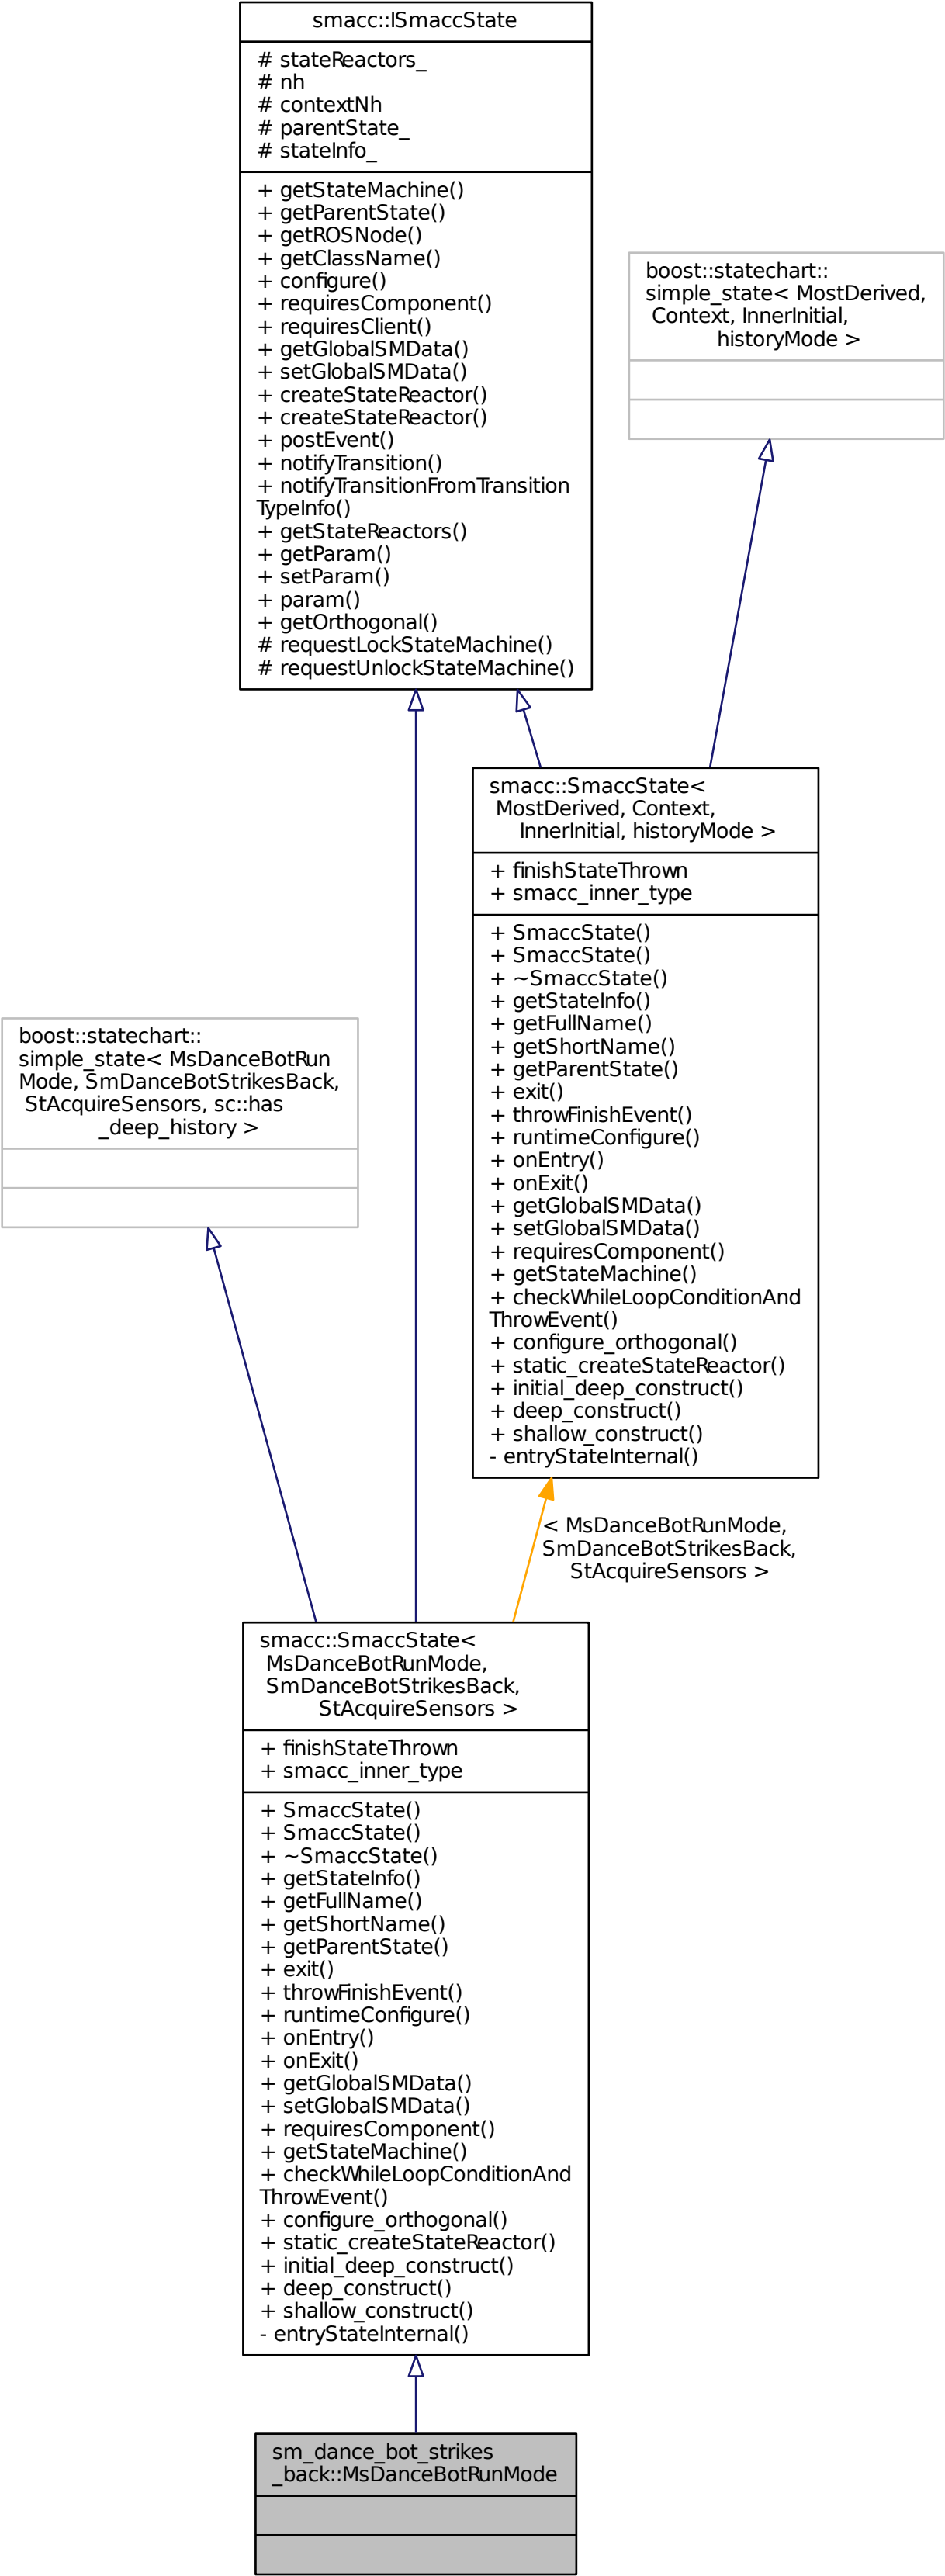 smacc::ISmaccState
# stateReactors_
# nh
# contextNh
# parentState_
# stateInfo_
+ getStateMachine()
+ getParentState()
+ getROSNode()
+ getClassName()
+ configure()
+ requiresComponent()
+ requiresClient()
+ getGlobalSMData()
+ setGlobalSMData()
+ createStateReactor()
+ createStateReactor()
+ postEvent()
+ notifyTransition()
+ notifyTransitionFromTransition
TypeInfo()
+ getStateReactors()
+ getParam()
+ setParam()
+ param()
+ getOrthogonal()
# requestLockStateMachine()
# requestUnlockStateMachine()
boost::statechart::
simple_state< MostDerived,
Context, InnerInitial,
historyMode >
smacc::SmaccState<
MostDerived, Context,
InnerInitial, historyMode >
+ finishStateThrown
+ smacc_inner_type
+ SmaccState()
+ SmaccState()
+ ~SmaccState()
+ getStateInfo()
+ getFullName()
+ getShortName()
+ getParentState()
+ exit()
+ throwFinishEvent()
+ runtimeConfigure()
+ onEntry()
+ onExit()
+ getGlobalSMData()
+ setGlobalSMData()
+ requiresComponent()
+ getStateMachine()
+ checkWhileLoopConditionAnd
ThrowEvent()
+ configure_orthogonal()
+ static_createStateReactor()
+ initial_deep_construct()
+ deep_construct()
+ shallow_construct()
- entryStateInternal()
boost::statechart::
simple_state< MsDanceBotRun
Mode, SmDanceBotStrikesBack,
StAcquireSensors, sc::has
_deep_history >
< MsDanceBotRunMode,
SmDanceBotStrikesBack,
StAcquireSensors >
smacc::SmaccState<
MsDanceBotRunMode,
SmDanceBotStrikesBack,
StAcquireSensors >
+ finishStateThrown
+ smacc_inner_type
+ SmaccState()
+ SmaccState()
+ ~SmaccState()
+ getStateInfo()
+ getFullName()
+ getShortName()
+ getParentState()
+ exit()
+ throwFinishEvent()
+ runtimeConfigure()
+ onEntry()
+ onExit()
+ getGlobalSMData()
+ setGlobalSMData()
+ requiresComponent()
+ getStateMachine()
+ checkWhileLoopConditionAnd
ThrowEvent()
+ configure_orthogonal()
+ static_createStateReactor()
+ initial_deep_construct()
+ deep_construct()
+ shallow_construct()
- entryStateInternal()
sm_dance_bot_strikes
_back::MsDanceBotRunMode